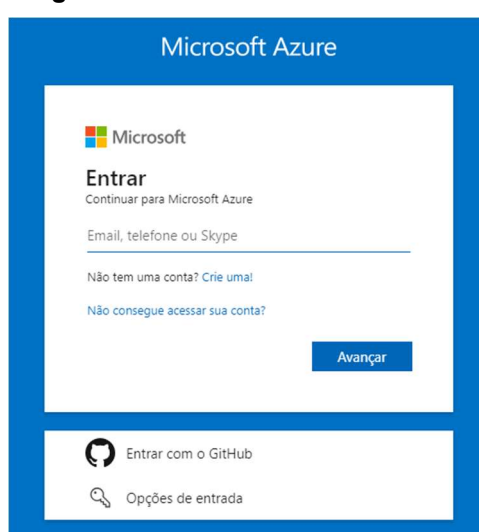 Microsoft Azure
Microsoft
Entrar
Continuar para Microsoft Azure
Email, telefone ou Skype
Não tem uma conta? Crie uma!
Não consegue acessar sua conta?
Avançar
Entrar com o GitHub
Opções de entrada